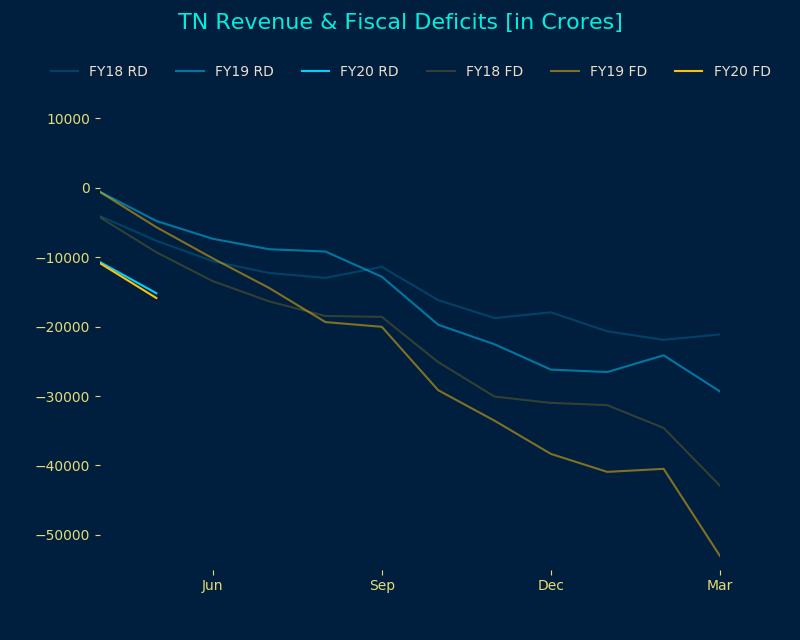 TN Revenue & Fiscal Deficits [in Crores]
FY18 RD FY19 RD FY20 RD FY18 FD FY19 FD FY20 FD
10000
0
−10000
−20000
−30000
−40000
−50000
Jun Sep Dec Mar